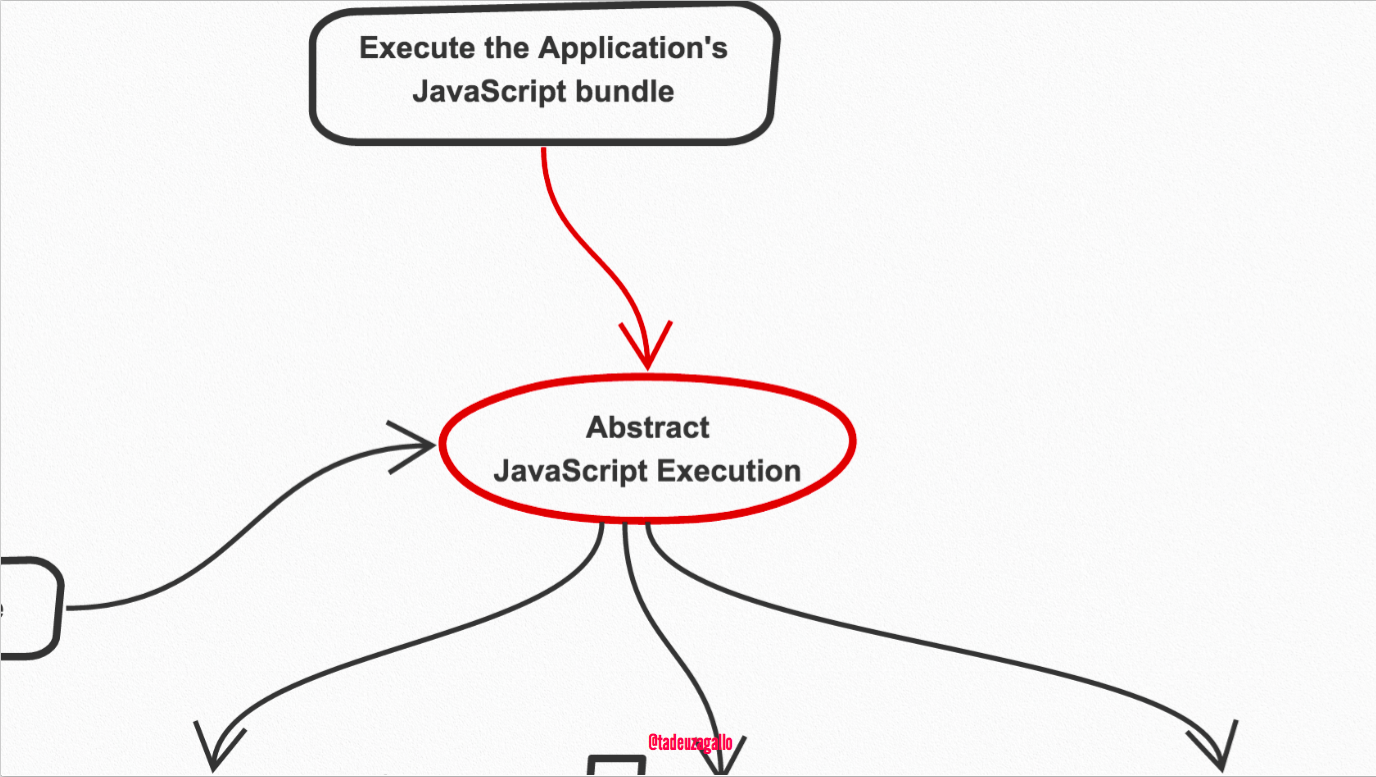 Execute the Application's
JavaScript bundle
Abstract
JavaScript Execution
@tadeuzagallo